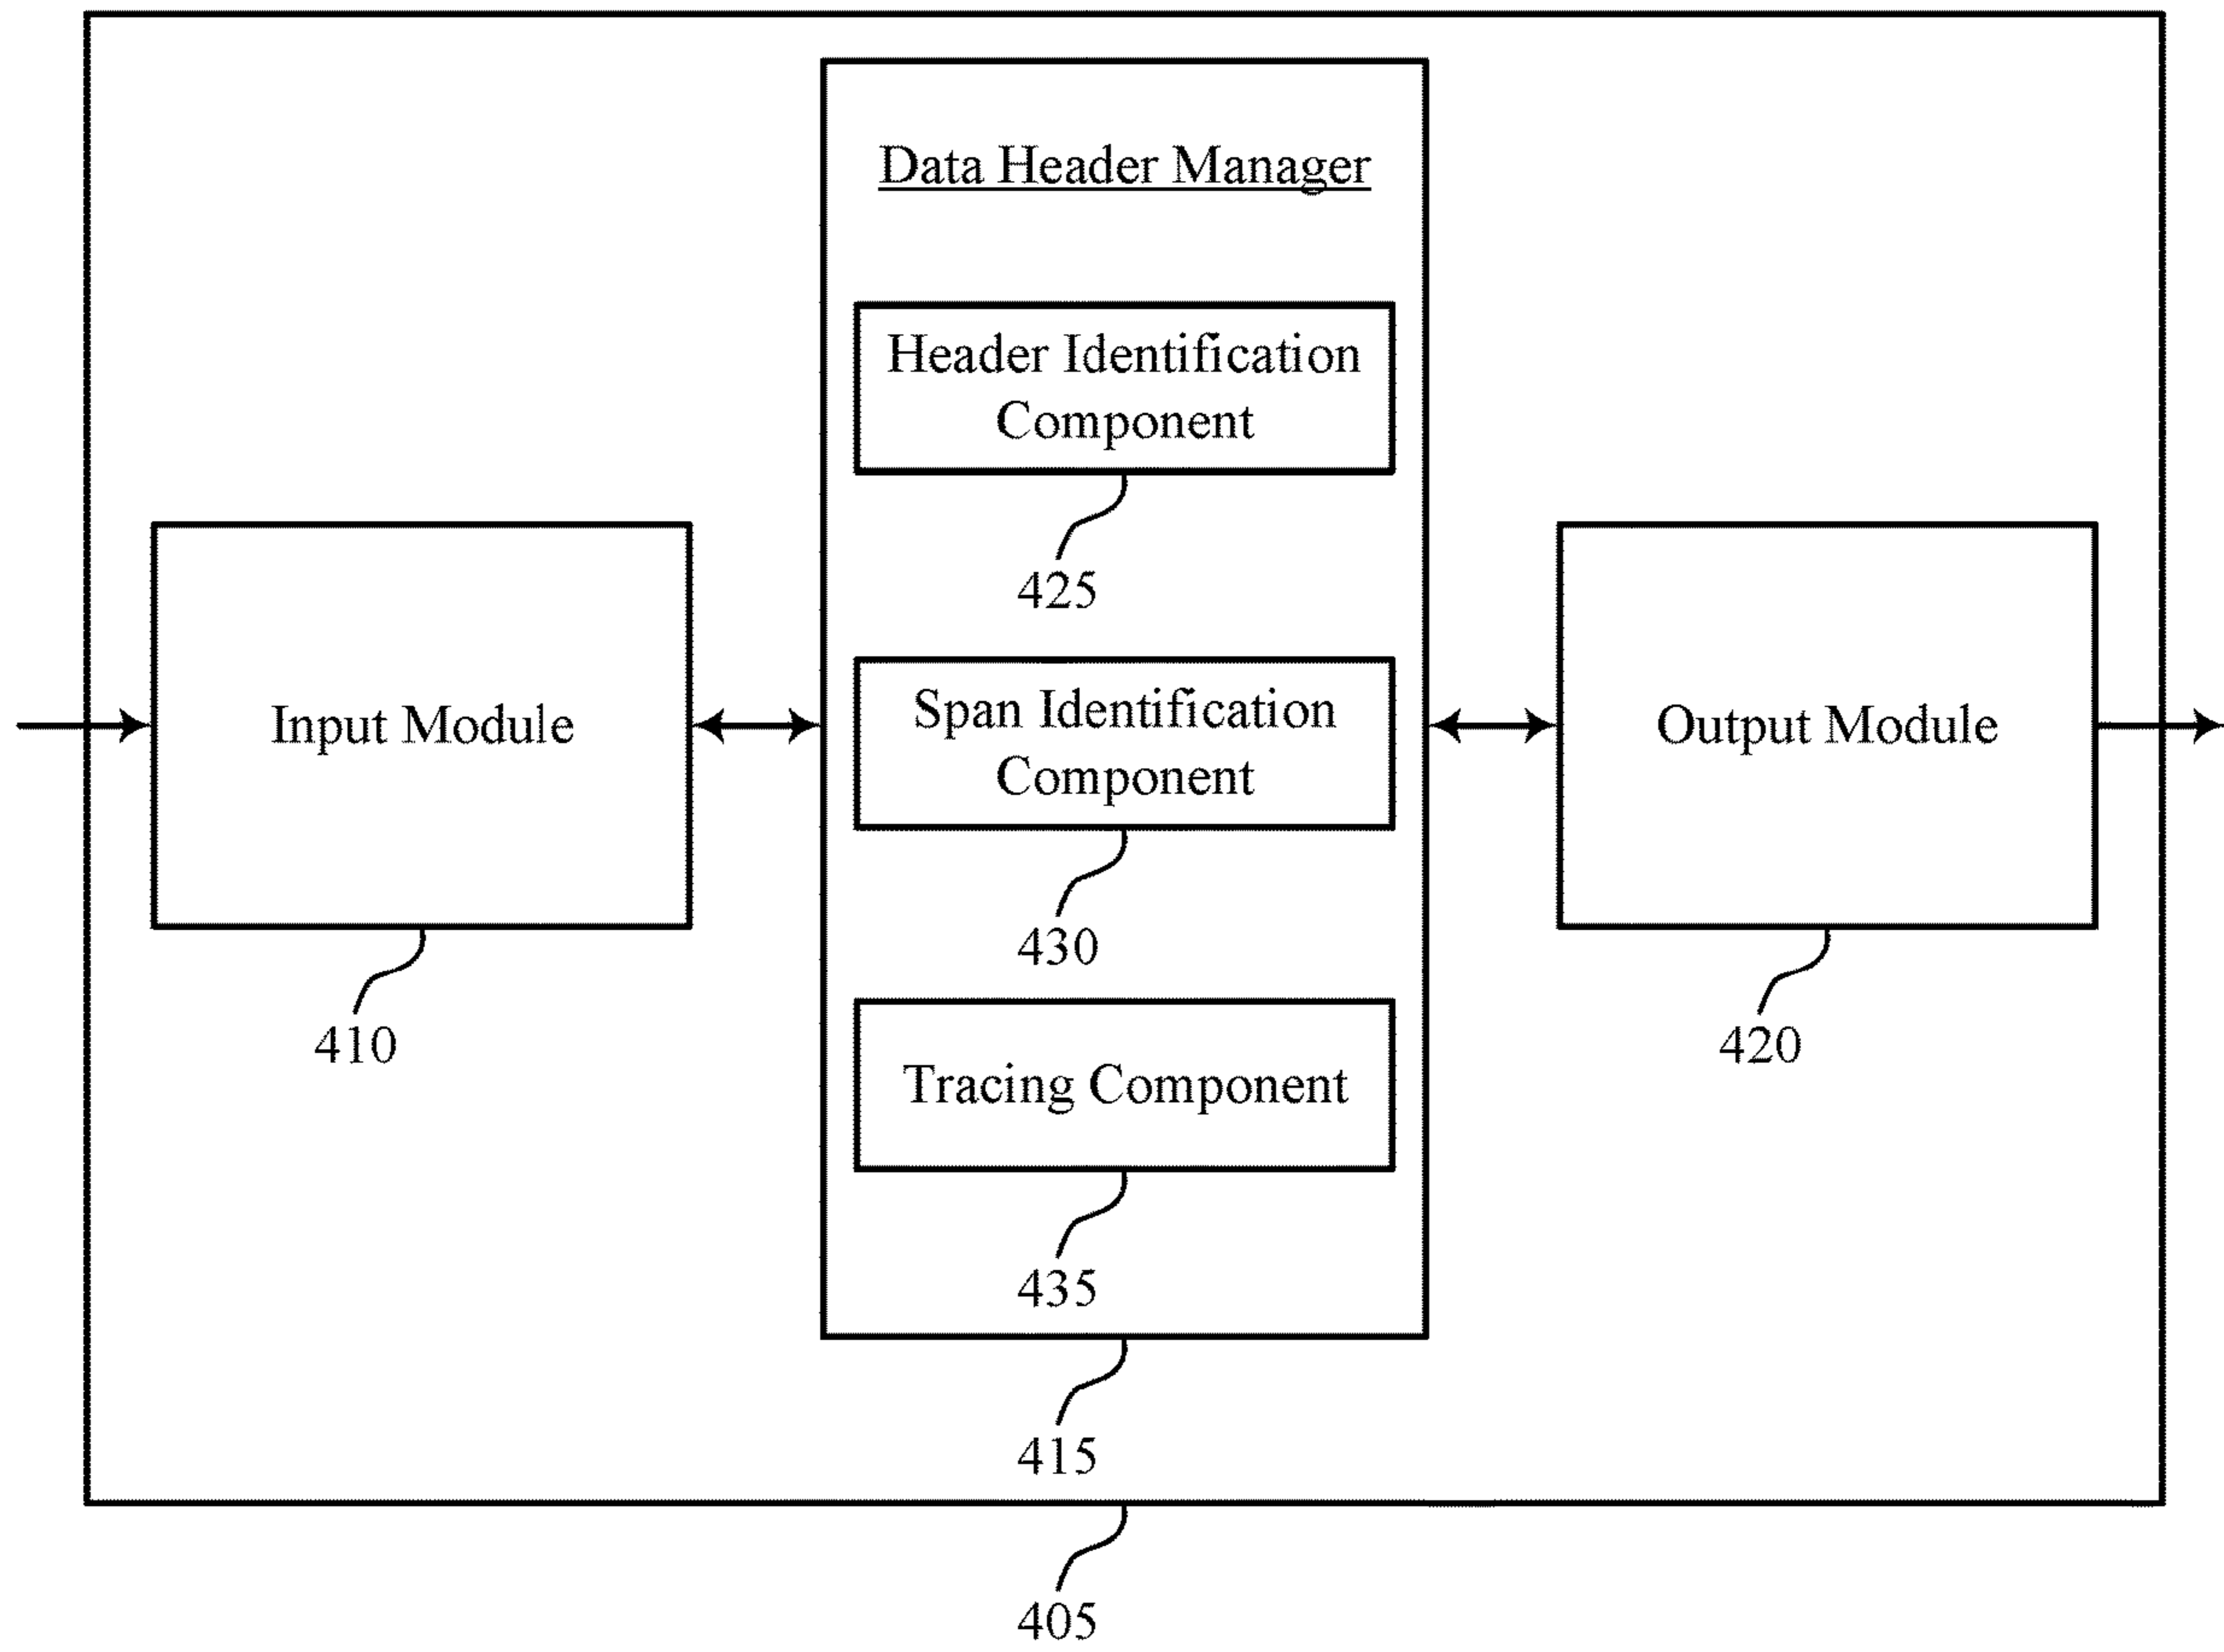 Data Header Manager
Header Identification
Component
425
Input Module
410
Span Identification
Component
430
Output Module
420
Tracing Component
435
415
405